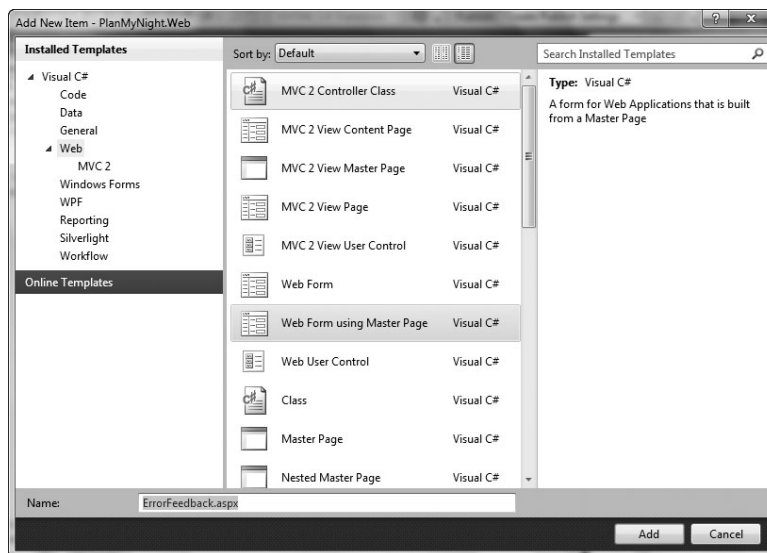 Add New Item - PlanMyNight.Web
Installed Templates
Visual C#
Code
Data
General
Web
MVC 2
Windows Forms
WPF
Reporting
Silverlight
Workflow
Online Templates
Sort by: Default
MVC 2 Controller Class Visual C#
MVC 2 View Content Page Visual C#
MVC 2 View Master Page Visual C#
MVC 2 View Page Visual C#
MVC 2 View User Control Visual C#
Web Form Visual C#
Web Form using Master Page Visual C#
Web User Control Visual C#
Class Visual C#
Master Page Visual C#
Nested Master Page Visual C#
Search Installed Templates
Type: Visual C#
A form for Web Applications that is built
from a Master Page
Name: ErrorFeedback.aspx
Add Cancel